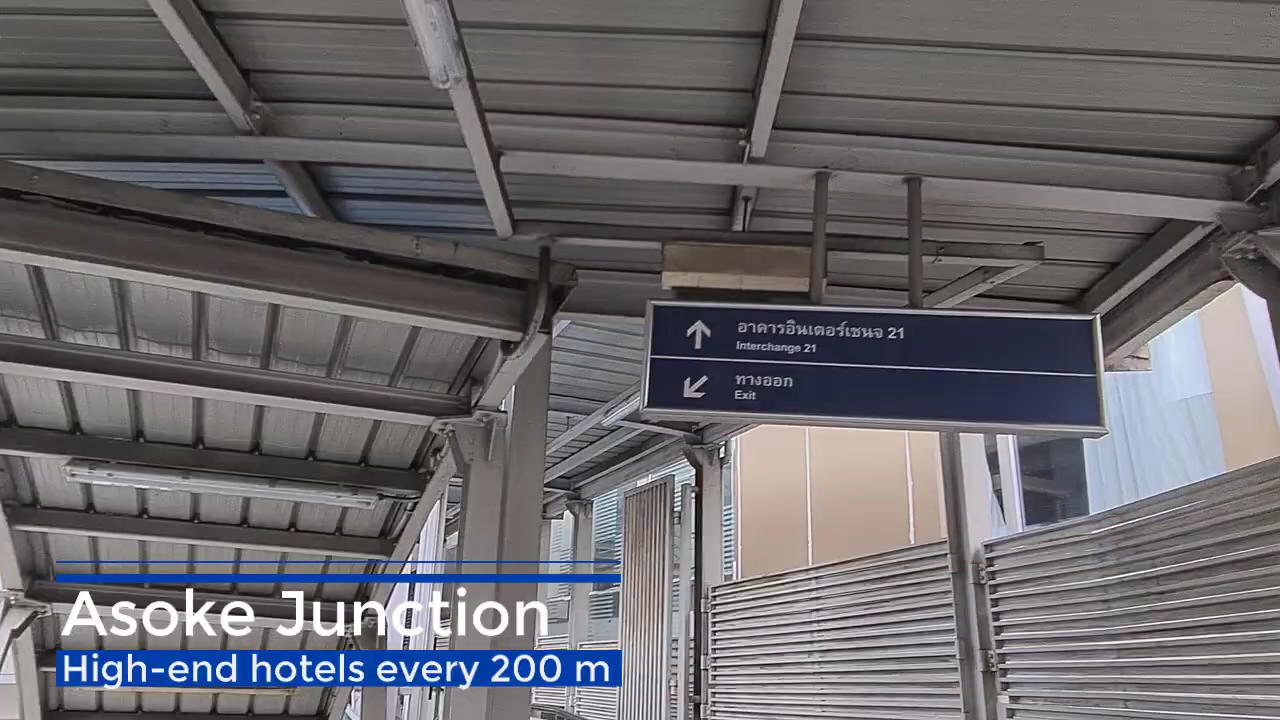 อาคารอินเตอร์เชนจ 21
Interchange 21
ทางออก
Exit
Asoke Junction
High-end hotels every 200 m